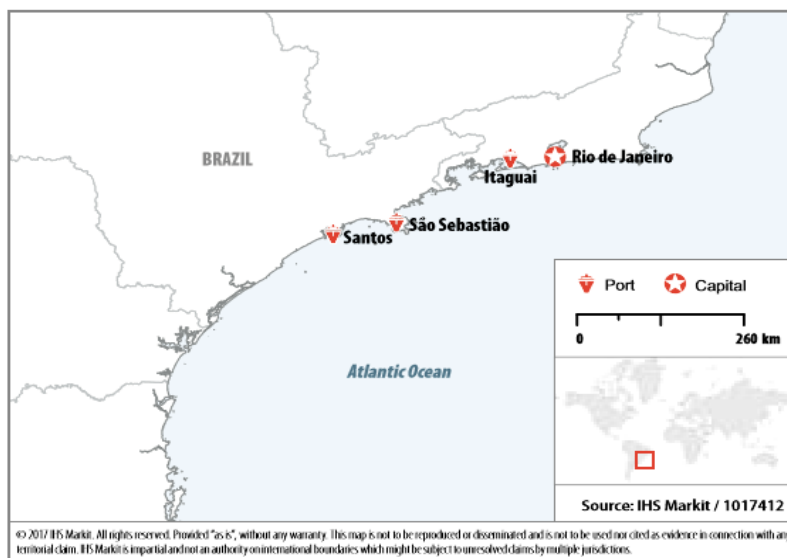 BRAZIL
Rio de Janeiro
Itaguai
São Sebastião
Santos
Port
Capital
0
260 km
Atlantic Ocean
Source: IHS Markit / 1017412
© 2017 IHS Markit. All rights reserved. Provided "as is", without any warranty. This map is not to be reproduced or disseminated and is not to be used nor cited as evidence in connection with any
territorial claim. IHS Markit is impartial and not an authority on international boundaries which might be subject to unresolved claims by multiple jurisdictions.